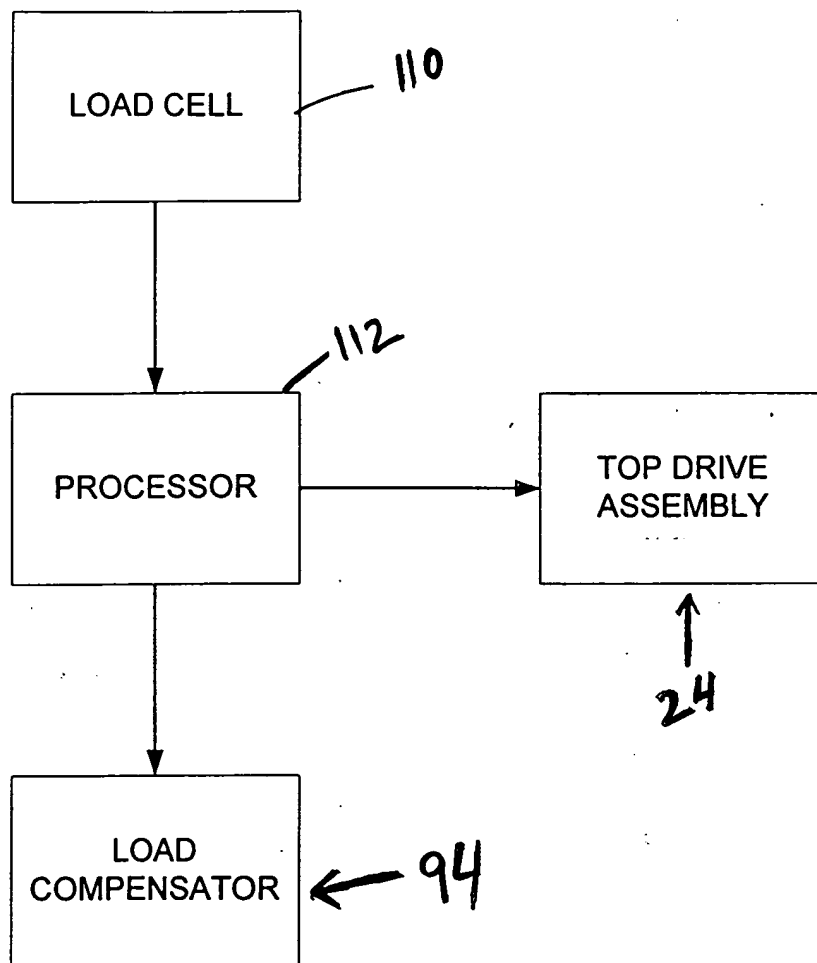 LOAD CELL
110
PROCESSOR
112
TOP DRIVE
ASSEMBLY
24
LOAD
COMPENSATOR
94